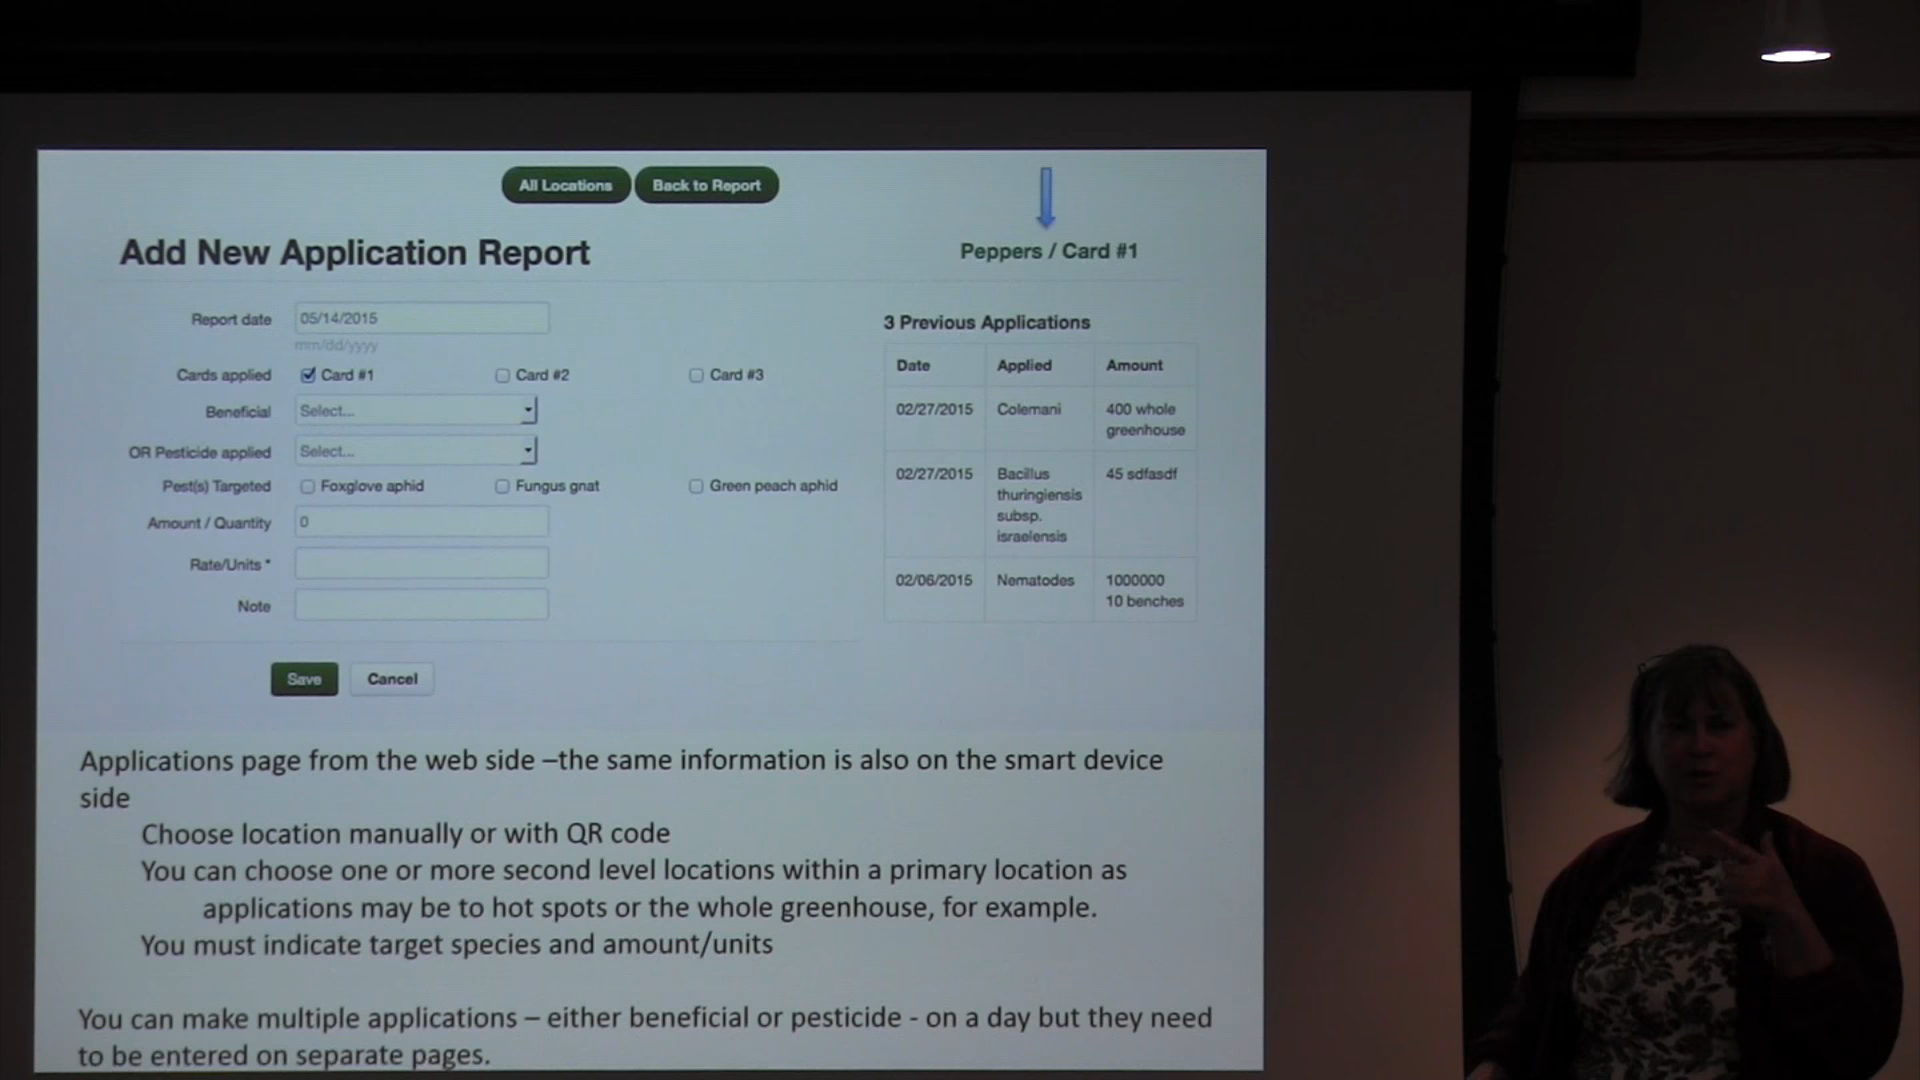 All Locations Back to Report
Add New Application Report
Peppers / Card #1
Report date 05/14/2015
mm/dd/yyyy
Cards applied Card #1 Card #2 Card #3
Beneficial Select...
OR Pesticide applied Select...
Pest(s) Targeted Foxglove aphid Fungus gnat Green peach aphid
Amount / Quantity 0
Rate/Units *
Note
Save Cancel
3 Previous Applications
Date Applied Amount
02/27/2015 Colemani 400 whole
greenhouse
02/27/2015 Bacillus 45 sdfasdf
thuringiensis
subsp.
israelensis
02/06/2015 Nematodes 1000000
10 benches
Applications page from the web side –the same information is also on the smart device
side
Choose location manually or with QR code
You can choose one or more second level locations within a primary location as
applications may be to hot spots or the whole greenhouse, for example.
You must indicate target species and amount/units
You can make multiple applications – either beneficial or pesticide - on a day but they need
to be entered on separate pages.